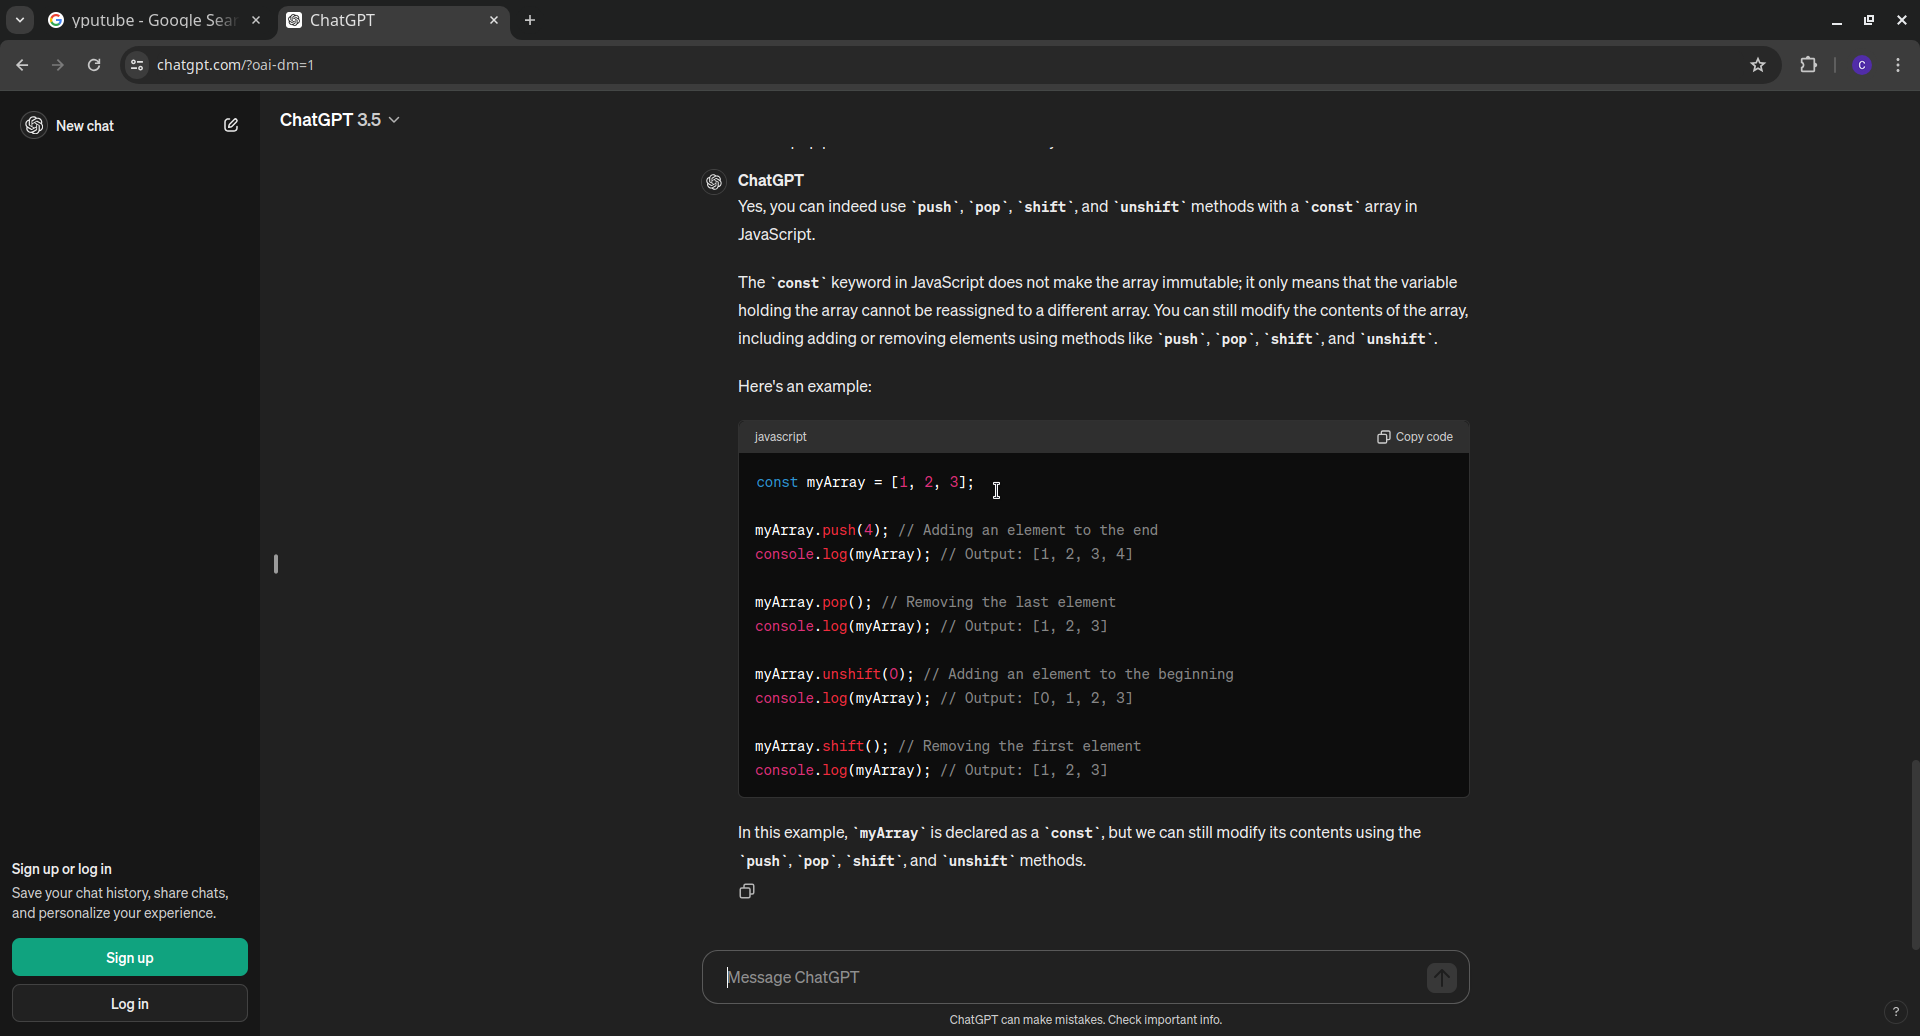 yputube - Google Sear
ChatGPT
chatgpt.com/?oai-dm=1
C
New chat
ChatGPT 3.5
ChatGPT
Yes, you can indeed use `push`, `pop`, `shift`, and `unshift` methods with a `const` array in
JavaScript.
The `const` keyword in JavaScript does not make the array immutable; it only means that the variable
holding the array cannot be reassigned to a different array. You can still modify the contents of the array,
including adding or removing elements using methods like `push`, `pop`, `shift`, and `unshift`.
Here's an example:
javascript
Copy code
const myArray = [1, 2, 3];
myArray.push(4); // Adding an element to the end
console.log(myArray); // Output: [1, 2, 3, 4]
myArray.pop(); // Removing the last element
console.log(myArray); // Output: [1, 2, 3]
myArray.unshift(0); // Adding an element to the beginning
console.log(myArray); // Output: [0, 1, 2, 3]
myArray.shift(); // Removing the first element
console.log(myArray); // Output: [1, 2, 3]
In this example, `myArray` is declared as a `const`, but we can still modify its contents using the
`push`, `pop`, `shift`, and `unshift` methods.
Sign up or log in
Save your chat history, share chats,
and personalize your experience.
Sign up
Log in
Message ChatGPT
ChatGPT can make mistakes. Check important info.
?